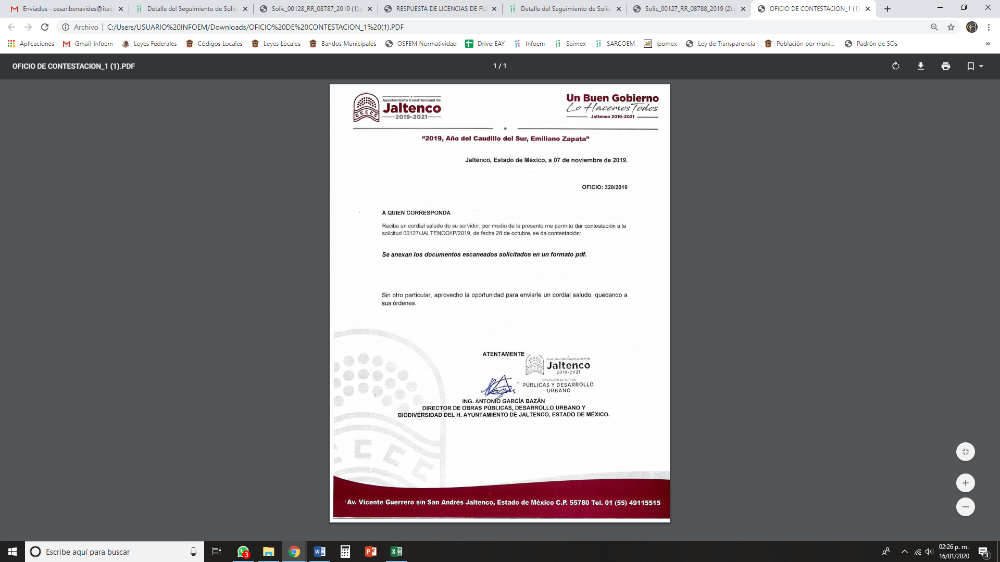 Enviados - cesar.benavides@itaip
Detalle del Seguimiento de Solici
Solic_00128_RR_08787_2019 (1).p
RESPUESTA DE LICENCIAS DE FU
Detalle del Seguimiento de Solici
Solic_00127_RR_08788_2019 (2).p
OFICIO DE CONTESTACION_1 (1)
Archivo
C:/Users/USUARIO%20INFOEM/Downloads/OFICIO%20DE%20CONTESTACION_1%20(1).PDF
Aplicaciones
Gmail-Infoem
Leyes Federales
Códigos Locales
Leyes Locales
Bandos Municipales
OSFEM Normatividad
Drive-EAY
Infoem
Saimex
SARCOEM
Ipomex
Ley de Transparencia
Población por muni...
Padrón de SOs
»
OFICIO DE CONTESTACION_1 (1).PDF
1 / 1
Ayuntamiento Constitucional de
Jaltenco
2019-2021
Un Buen Gobierno
Lo Hacemos Todos
Jaltenco 2019-2021
“2019, Año del Caudillo del Sur, Emiliano Zapata”
Jaltenco, Estado de México, a 07 de noviembre de 2019.
OFICIO: 320/2019
A QUIEN CORRESPONDA
Reciba un cordial saludo de su servidor, por medio de la presente me permito dar contestación a la
solicitud 00127/JALTENCO/IP/2019, de fecha 28 de octubre, se da contestación:
Se anexan los documentos escaneados solicitados en un formato pdf.
Sin otro particular, aprovecho la oportunidad para enviarle un cordial saludo, quedando a
sus órdenes.
ATENTAMENTE
Ayuntamiento Constitucional de
Jaltenco
2019-2021
DIRECCIÓN DE OBRAS
PÚBLICAS Y DESARROLLO
URBANO
ING. ANTONIO GARCÍA BAZÁN
DIRECTOR DE OBRAS PÚBLICAS, DESARROLLO URBANO Y
BIODIVERSIDAD DEL H. AYUNTAMIENTO DE JALTENCO, ESTADO DE MÉXICO.
Av. Vicente Guerrero s/n San Andrés Jaltenco, Estado de México C.P. 55780 Tel. 01 (55) 49115515
Escribe aquí para buscar
3
02:26 p. m.
16/01/2020
3